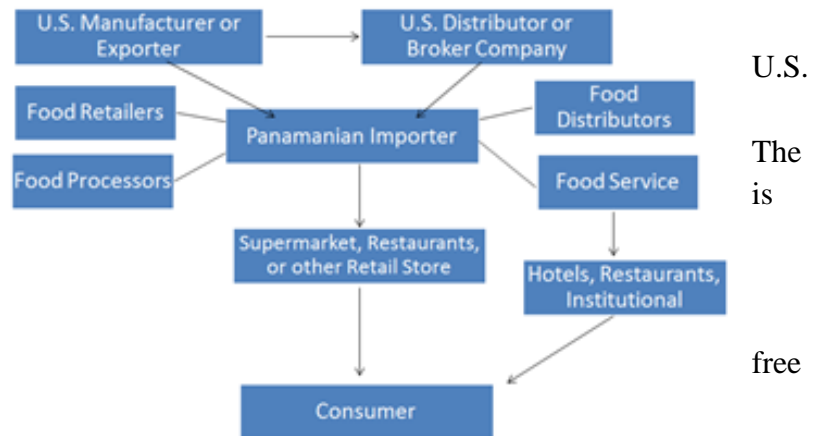 U.S. Manufacturer or
Exporter
U.S. Distributor or
Broker Company
U.S.
Food Retailers
Food
Distributors
Panamanian Importer
The
Food Processors
Food Service
is
Supermarket, Restaurants,
or other Retail Store
Hotels, Restaurants,
Institutional
free
Consumer